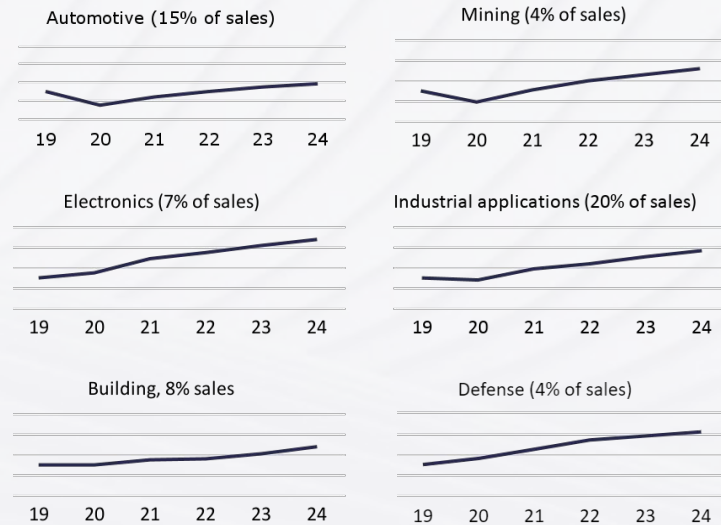 Automotive (15% of sales)
19 20 21 22 23 24
Mining (4% of sales)
19 20 21 22 23 24
Electronics (7% of sales)
19 20 21 22 23 24
Industrial applications (20% of sales)
19 20 21 22 23 24
Building, 8% sales
19 20 21 22 23 24
Defense (4% of sales)
19 20 21 22 23 24